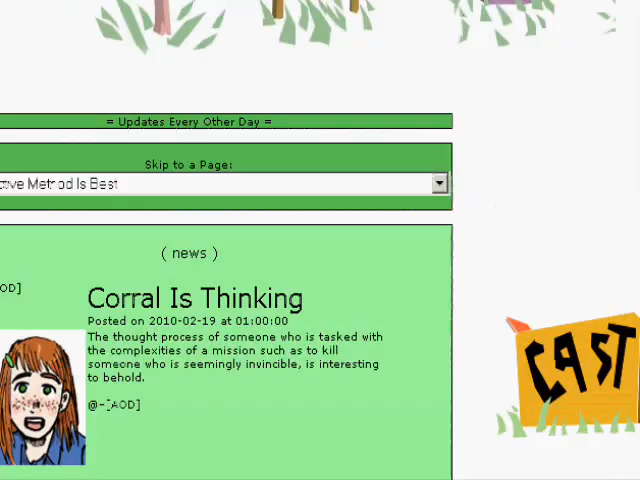 = Updates Every Other Day =
Skip to a Page:
Method Is Best
( news )
OD]
Corral Is Thinking
Posted on 2010-02-19 at 01:00:00
The thought process of someone who is tasked with
the complexities of a mission such as to kill
someone who is seemingly invincible, is interesting
to behold.
@-[AOD]
CAST